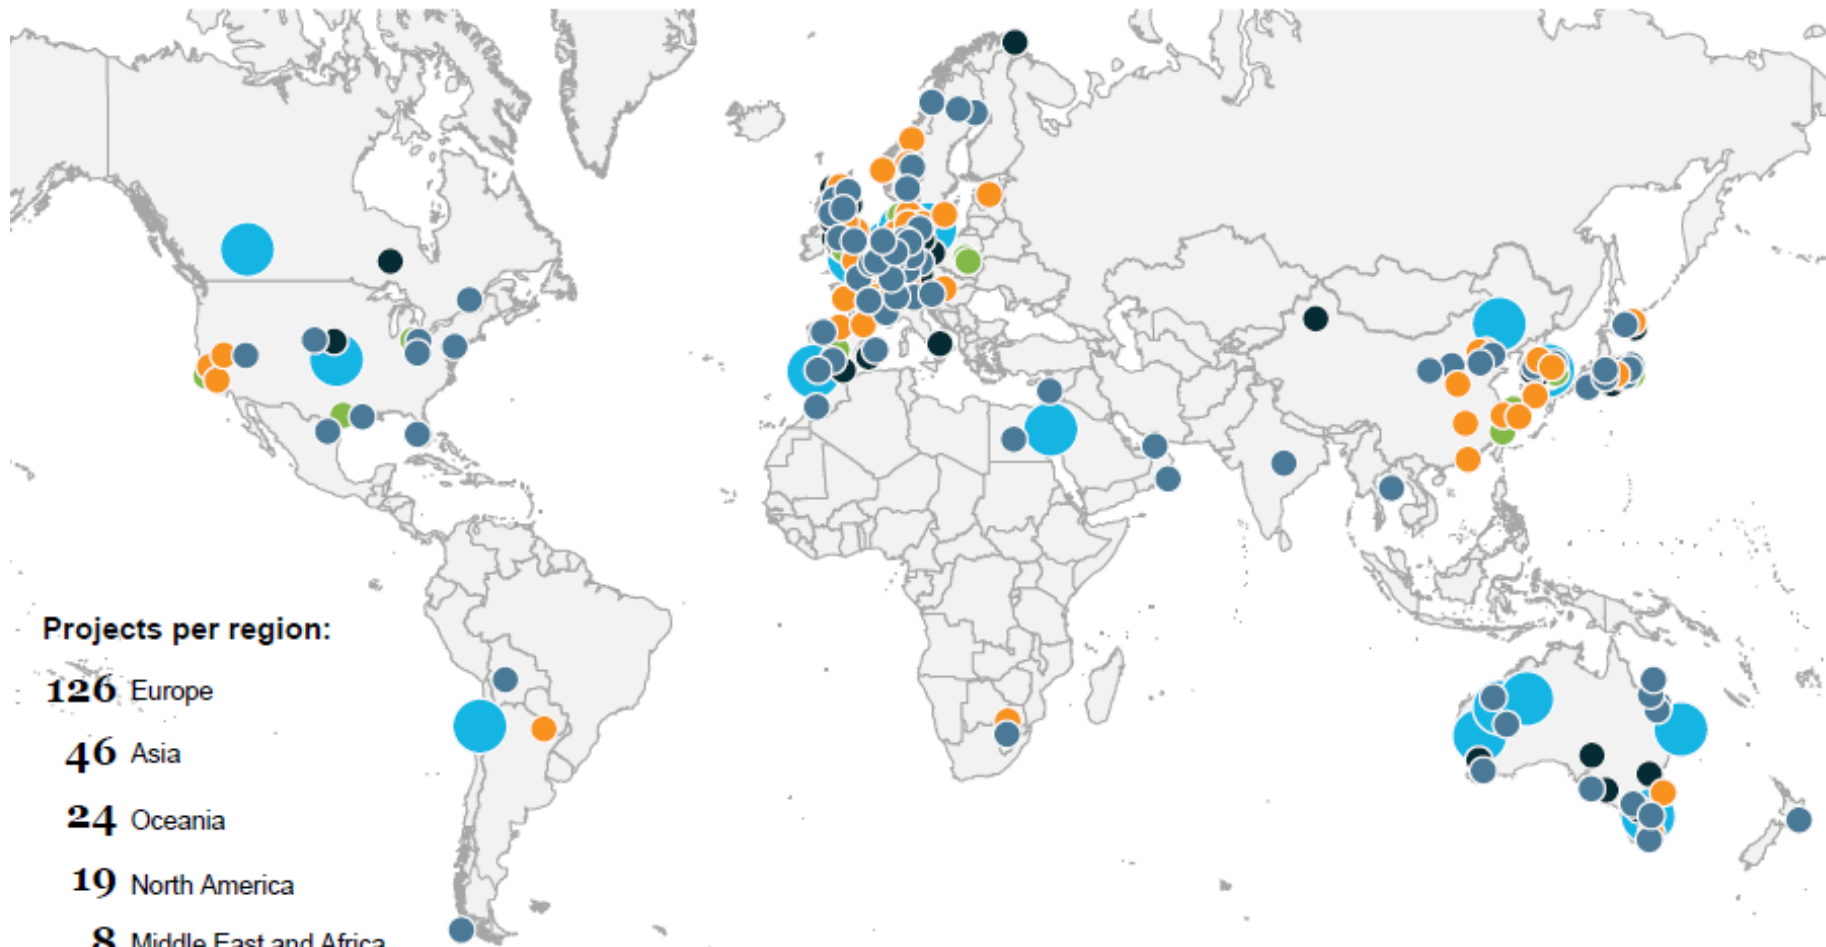 Projects per region:
126 Europe
46 Asia
24 Oceania
19 North America
8 Middle East and Africa